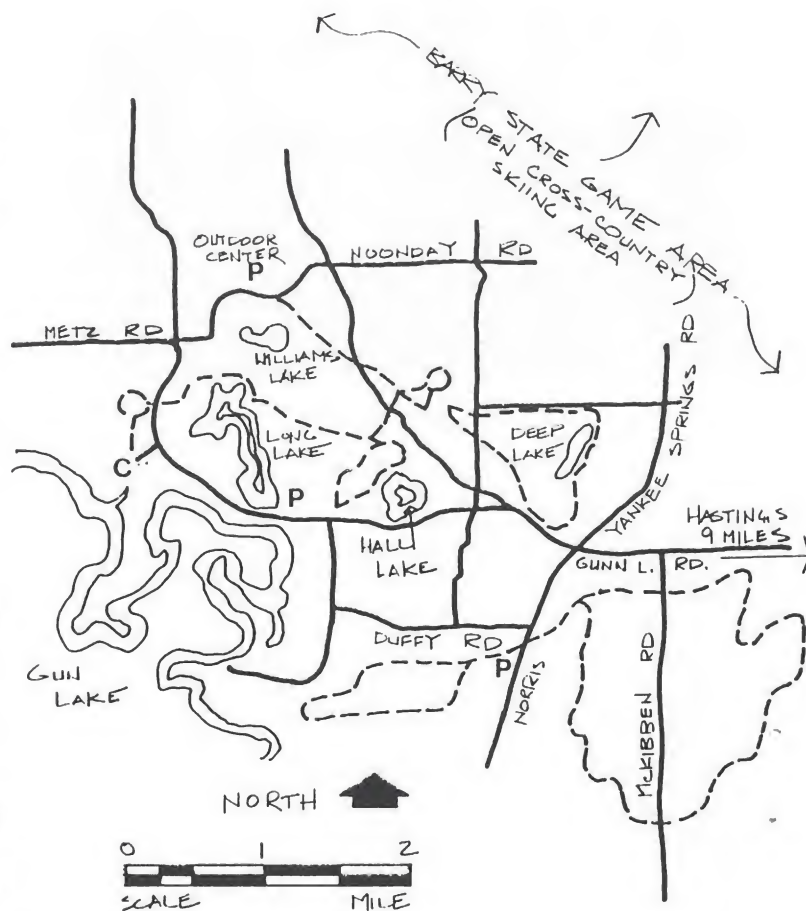 BARRY STATE GAME AREA
OPEN CROSS-COUNTRY
SKIING AREA
OUTDOOR
CENTER
P
NOONDAY RD
METZ RD
WILLIAMS
LAKE
YANKEE SPRINGS RD
LONG
LAKE
DEEP
LAKE
C
P
HALL
LAKE
HASTINGS
9 MILES
GUNN L. RD.
DUFFY RD
P
GUN
LAKE
NORRIS
McKIBBEN RD
NORTH
0 1 2
SCALE MILE